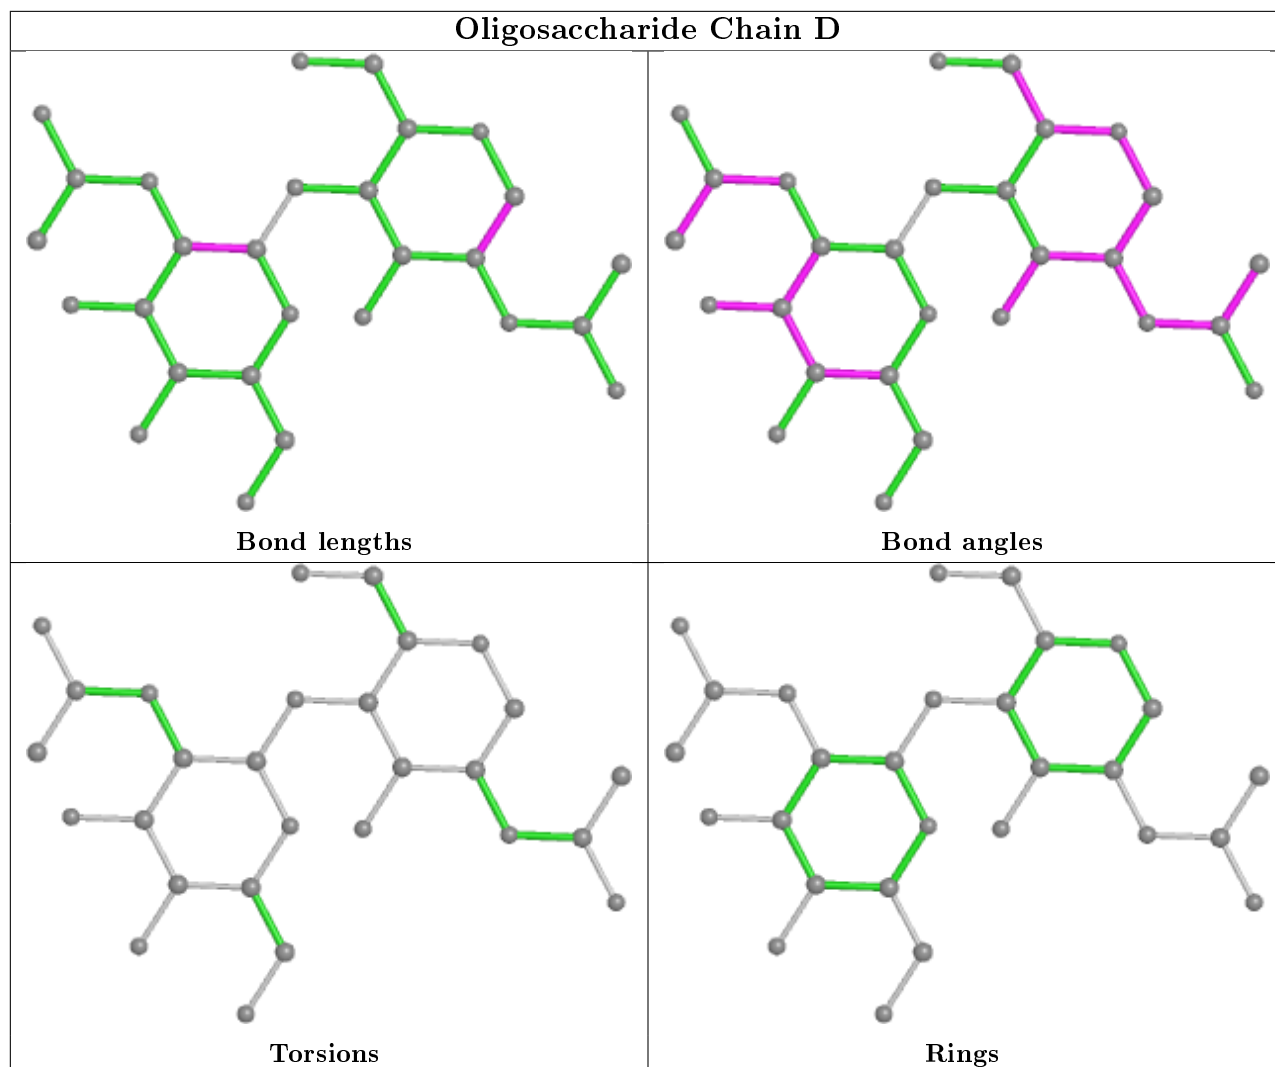 Oligosaccharide Chain D
Bond lengths
Bond angles
Torsions
Rings